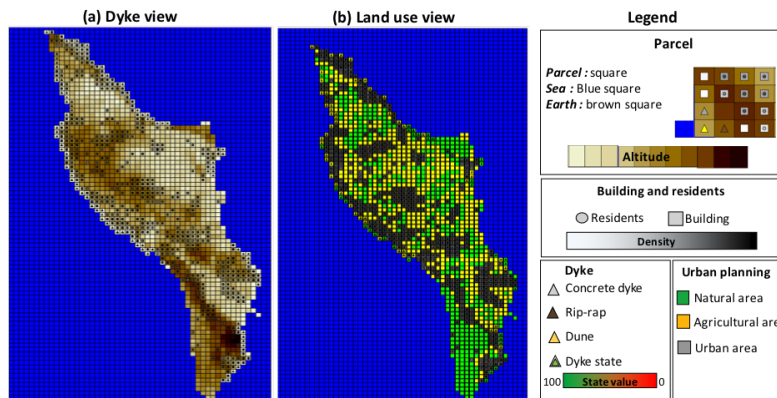 (a) Dyke view
(b) Land use view
Legend
Parcel
Parcel : square
Sea : Blue square
Earth : brown square
Altitude
Building and residents
Residents
Building
Density
Dyke
Concrete dyke
Rip-rap
Dune
Dyke state
100 State value 0
Urban planning
Natural area
Agricultural are
Urban area